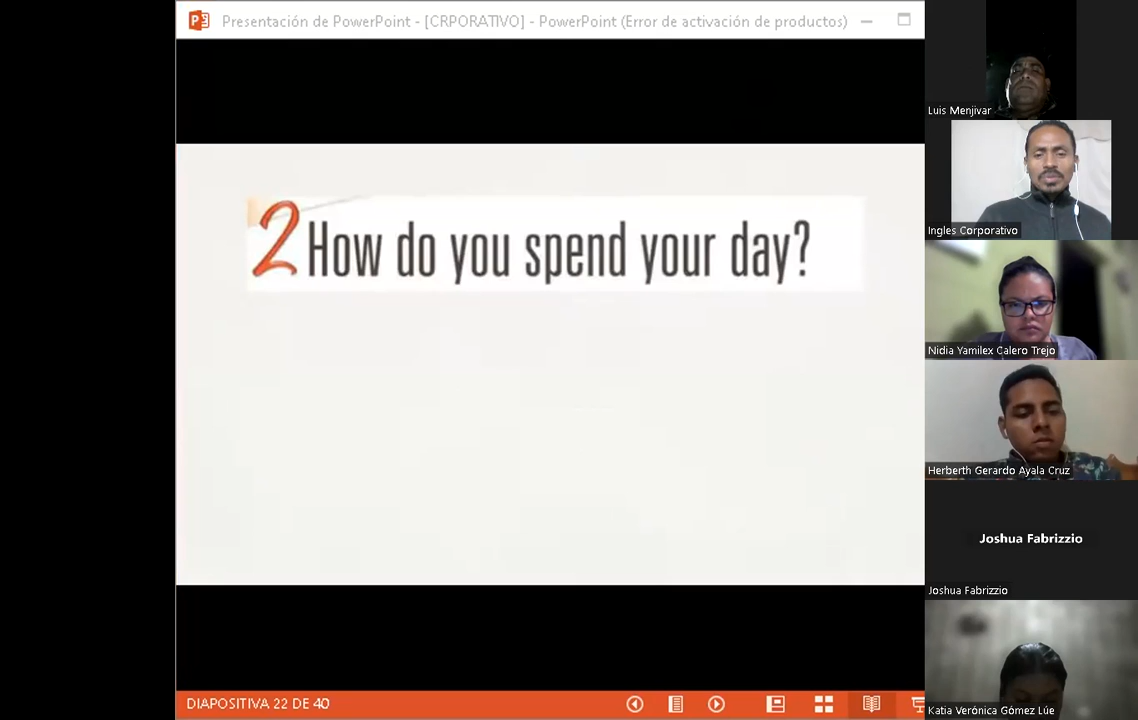 Presentación de PowerPoint - [CRPORATIVO] - PowerPoint (Error de activación de productos)
2 How do you spend your day?
DIAPOSITIVA 22 DE 40
Luis Menjivar
Ingles Corporativo
Nidia Yamilex Calero Trejo
Herberth Gerardo Ayala Cruz
Joshua Fabrizzio
Joshua Fabrizzio
Katia Verónica Gómez Lúe